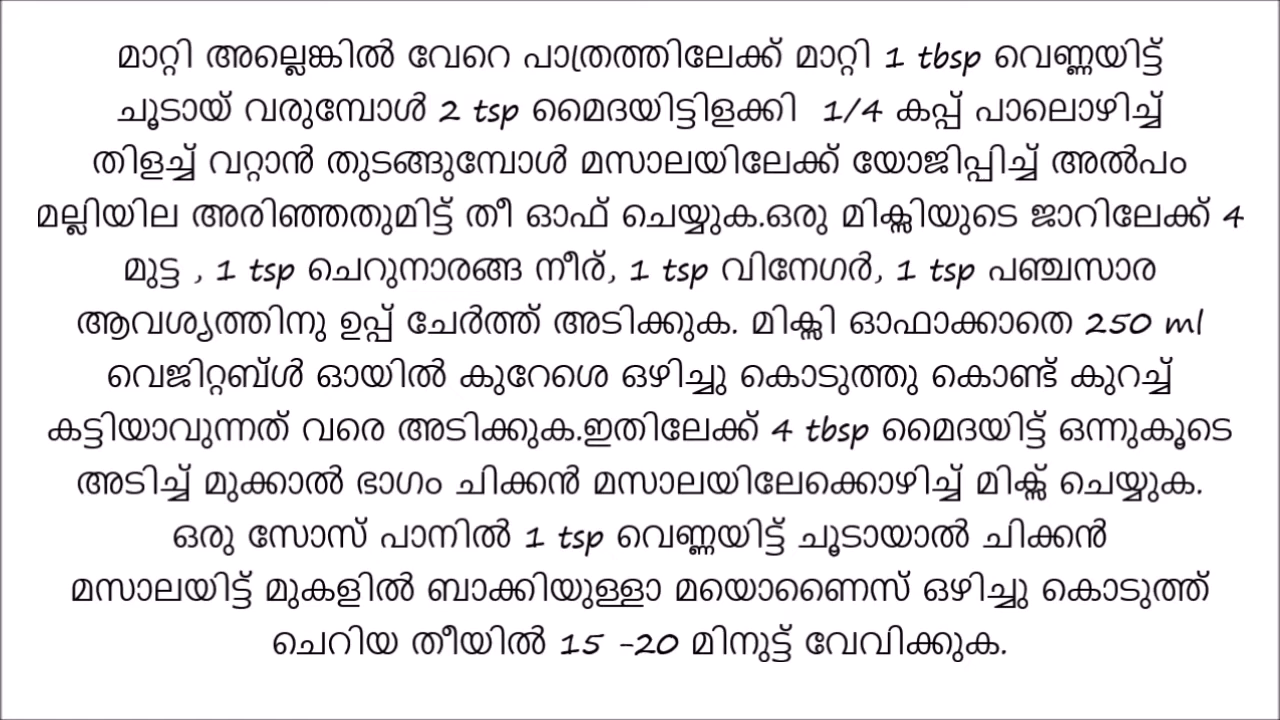 മാറ്റി അല്ലെങ്കിൽ വേറെ പാത്രത്തിലേക്ക് മാറ്റി 1 tbsp വെണ്ണയിട്ട്
ചൂടായ് വരുമ്പോൾ 2 tsp മൈദയിട്ടിളക്കി  1/4 കപ്പ് പാലൊഴിച്ച്
തിളച്ച് വറ്റാൻ തുടങ്ങുമ്പോൾ മസാലയിലേക്ക് യോജിപ്പിച്ച് അൽപം
മല്ലിയില അരിഞ്ഞതുമിട്ട് തീ ഓഫ് ചെയ്യുക.ഒരു മിക്സിയുടെ ജാറിലേക്ക് 4
മുട്ട , 1 tsp ചെറുനാരങ്ങ നീര്, 1 tsp വിനേഗർ, 1 tsp പഞ്ചസാര
ആവശ്യത്തിനു ഉപ്പ് ചേർത്ത് അടിക്കുക. മിക്സി ഓഫാക്കാതെ 250 ml
വെജിറ്റബ്ൾ ഓയിൽ കുറേശെ ഒഴിച്ചു കൊടുത്തു കൊണ്ട് കുറച്ച്
കട്ടിയാവുന്നത് വരെ അടിക്കുക.ഇതിലേക്ക് 4 tbsp മൈദയിട്ട് ഒന്നുകൂടെ
അടിച്ച് മുക്കാൽ ഭാഗം ചിക്കൻ മസാലയിലേക്കൊഴിച്ച് മിക്സ് ചെയ്യുക.
ഒരു സോസ് പാനിൽ 1 tsp വെണ്ണയിട്ട് ചൂടായാൽ ചിക്കൻ
മസാലയിട്ട് മുകളിൽ ബാക്കിയുള്ളാ മയൊണൈസ് ഒഴിച്ചു കൊടുത്ത്
ചെറിയ തീയിൽ 15 -20 മിനുട്ട് വേവിക്കുക.